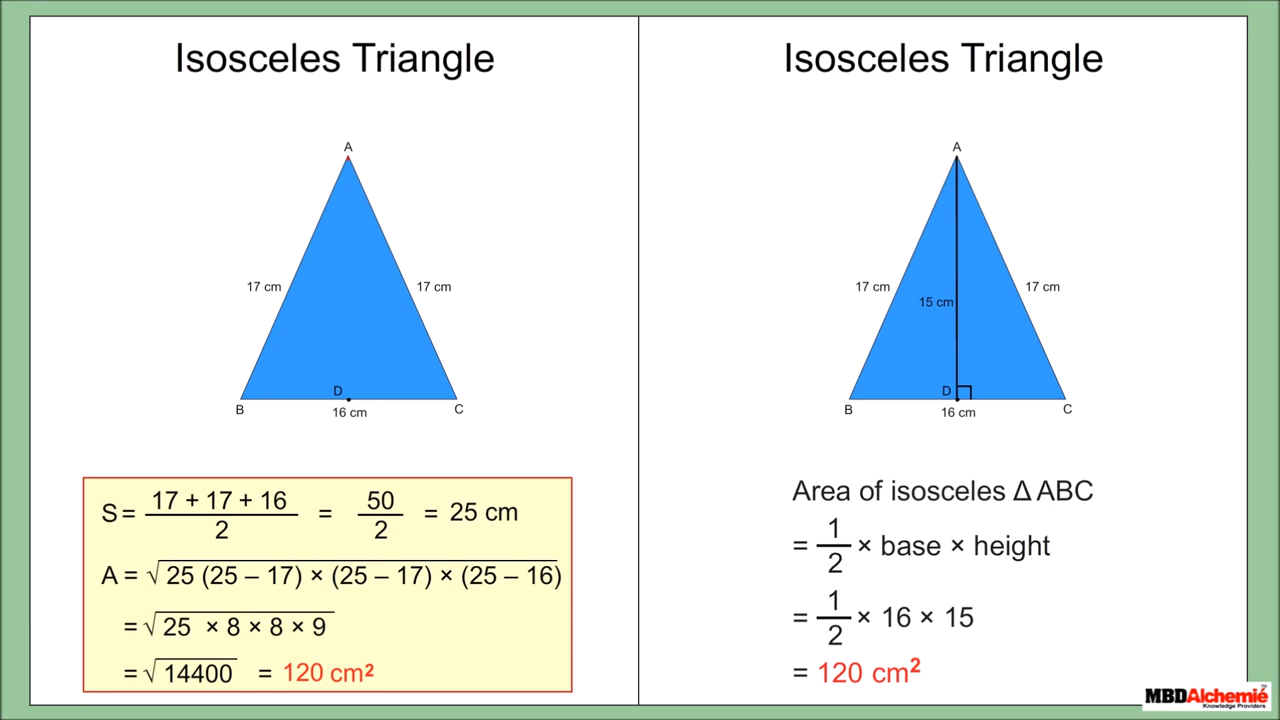 Isosceles Triangle
A
17 cm
17 cm
D
B
C
16 cm
S = 17 + 17 + 16 / 2 = 50 / 2 = 25 cm
A = √25 (25 – 17) × (25 – 17) × (25 – 16)
= √25 × 8 × 8 × 9
= √14400 = 120 cm²
Isosceles Triangle
A
17 cm
17 cm
15 cm
D
B
C
16 cm
Area of isosceles Δ ABC
= 1/2 × base × height
= 1/2 × 16 × 15
= 120 cm²
MBDAlchemié
Knowledge Providers